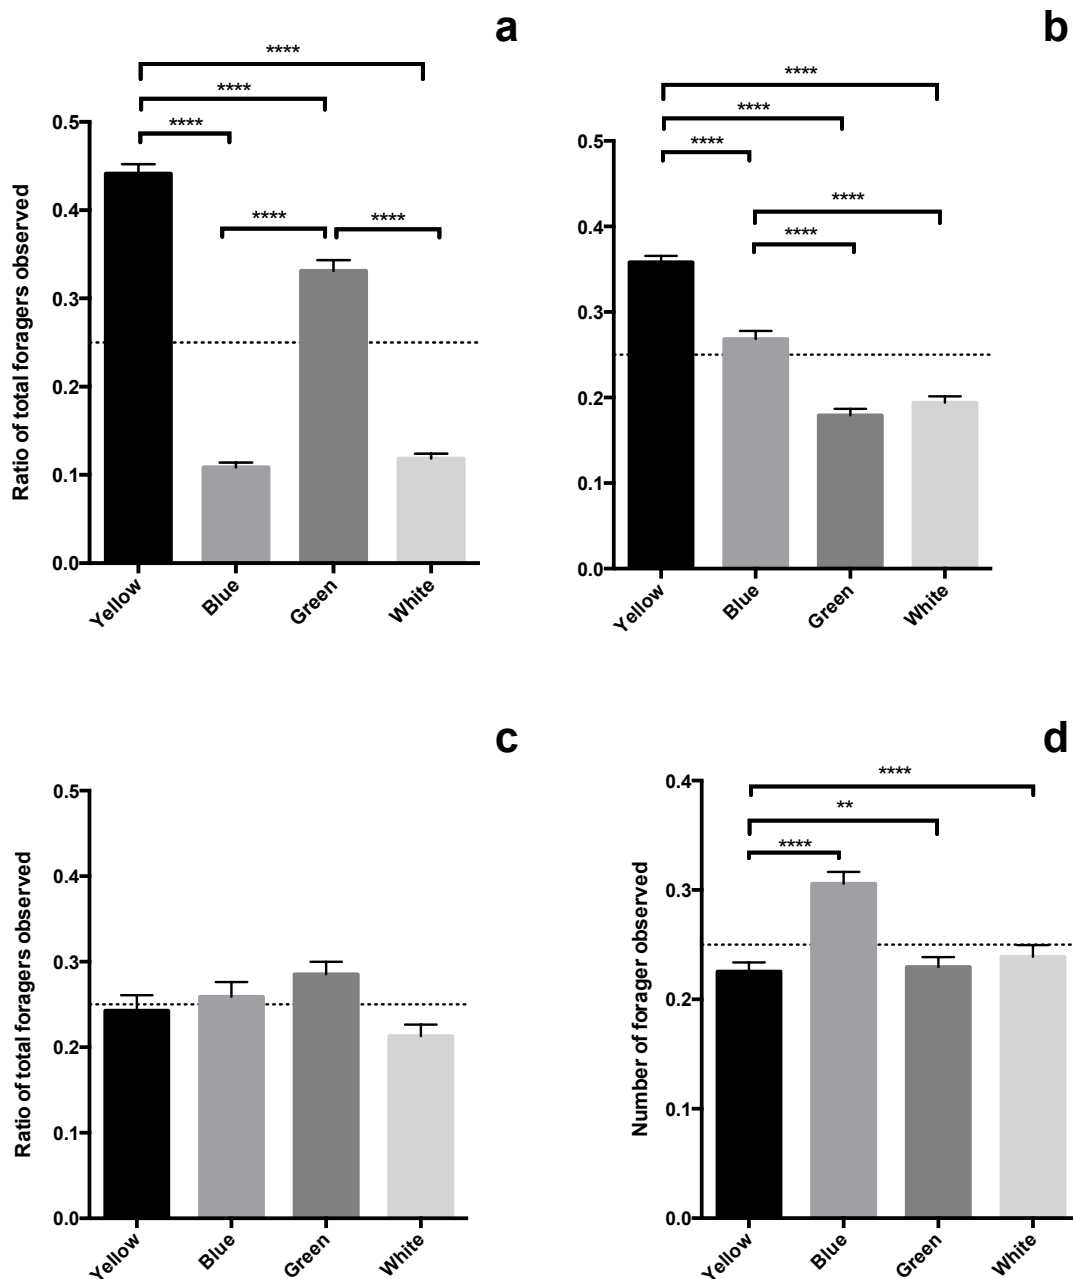 a
****
****
****
****
****
0.5
0.4
0.3
0.2
0.1
0.0
Ratio of total foragers observed
Yellow
Blue
Green
White
b
****
****
****
****
****
0.5
0.4
0.3
0.2
0.1
0.0
Yellow
Blue
Green
White
c
0.5
0.4
0.3
0.2
0.1
0.0
Ratio of total foragers observed
Yellow
Blue
Green
White
d
****
**
****
0.4
0.3
0.2
0.1
0.0
Number of forager observed
Yellow
Blue
Green
White